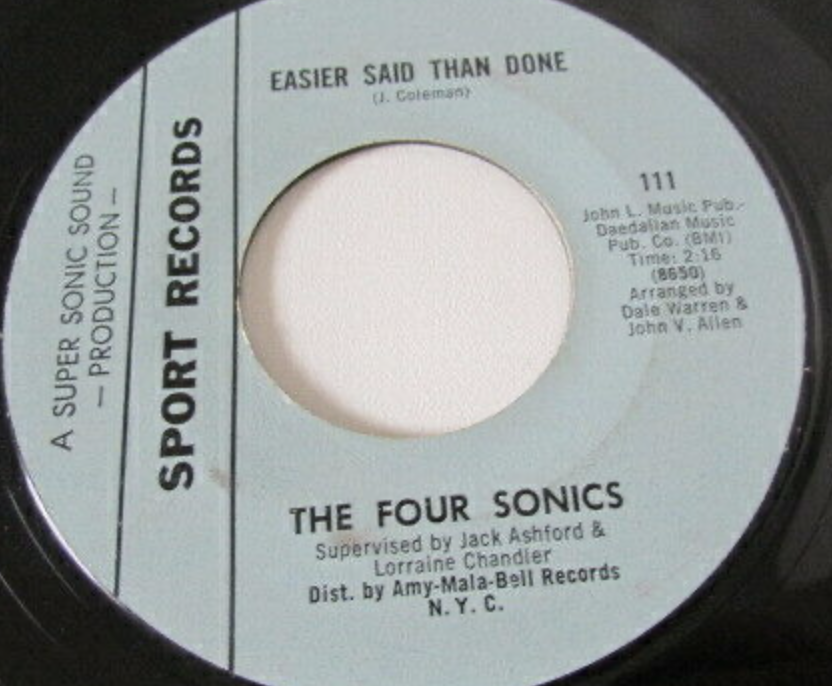 EASIER SAID THAN DONE
(J. Coleman)
A SUPER SONIC SOUND
— PRODUCTION —
SPORT RECORDS
111
John L. Music Pub.-
Daedalian Music
Pub. Co. (BMI)
Time: 2:16
(8650)
Arranged by
Dale Warren &
John V. Allen
THE FOUR SONICS
Supervised by Jack Ashford &
Lorraine Chandler
Dist. by Amy-Mala-Bell Records
N. Y. C.